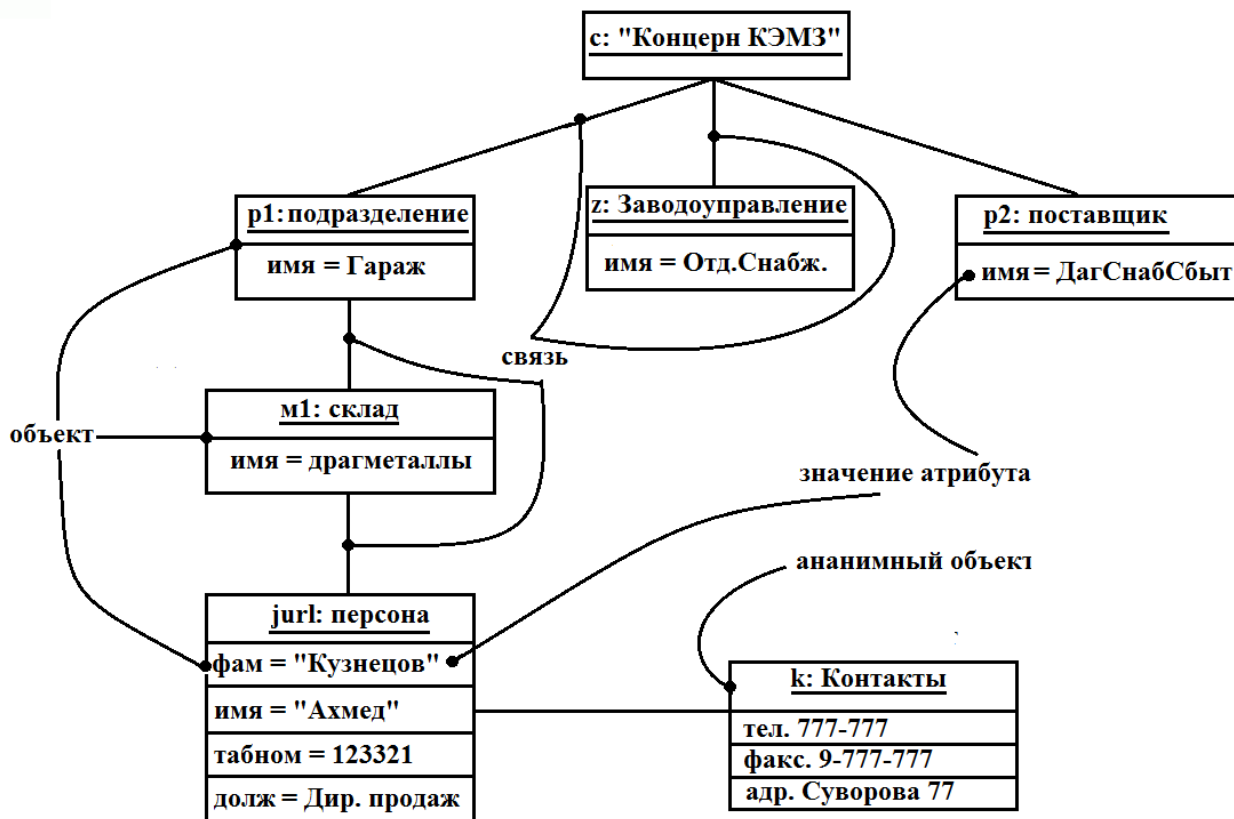 с: "Концерн КЭМЗ"
p1:подразделение
имя = Гараж
z: Заводоуправление
имя = Отд.Снабж.
p2: поставщик
имя = ДагСнабСбыт
связь
м1: склад
имя = драгметаллы
объект
значение атрибута
ананимный объект
jurl: персона
фам = "Кузнецов"
имя = "Ахмед"
табном = 123321
долж = Дир. продаж
k: Контакты
тел. 777-777
факс. 9-777-777
адр. Суворова 77